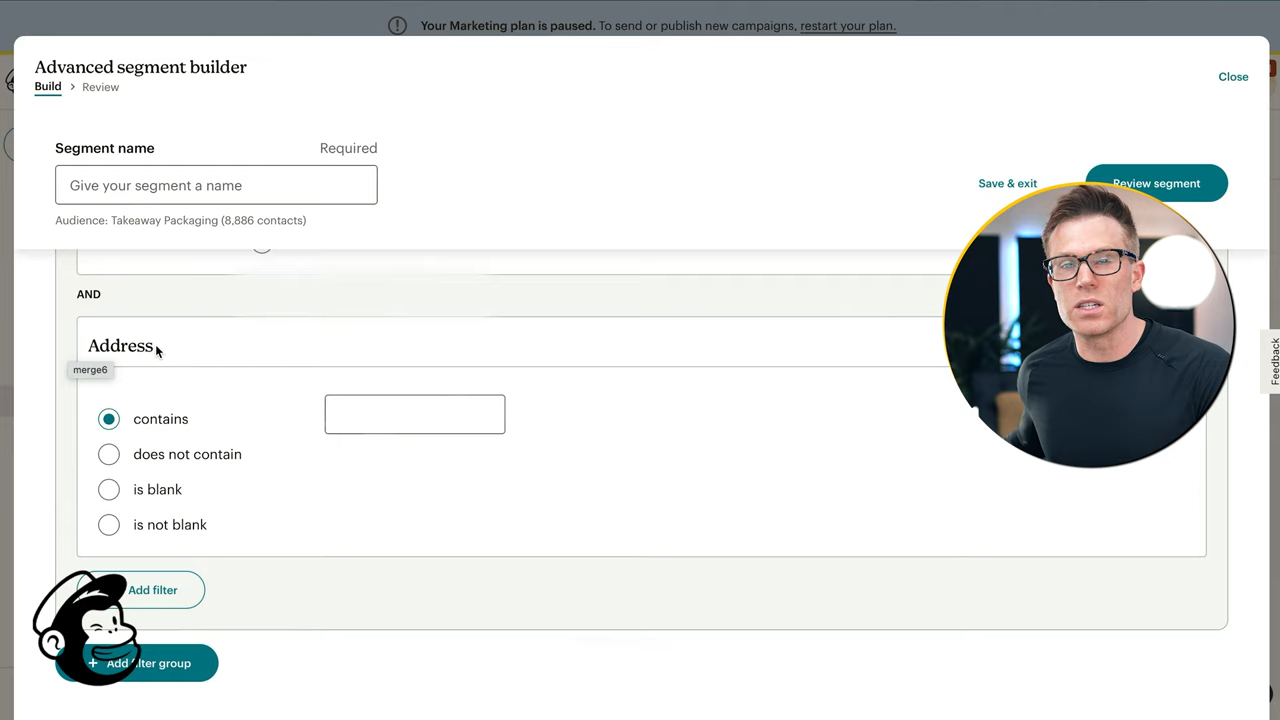 Your Marketing plan is paused. To send or publish new campaigns, restart your plan.
Advanced segment builder
Close
Build > Review
Segment name
Required
Give your segment a name
Save & exit
Review segment
Audience: Takeaway Packaging (8,886 contacts)
AND
Address
merge6
contains
does not contain
is blank
is not blank
Add filter
+ Add filter group
Feedback